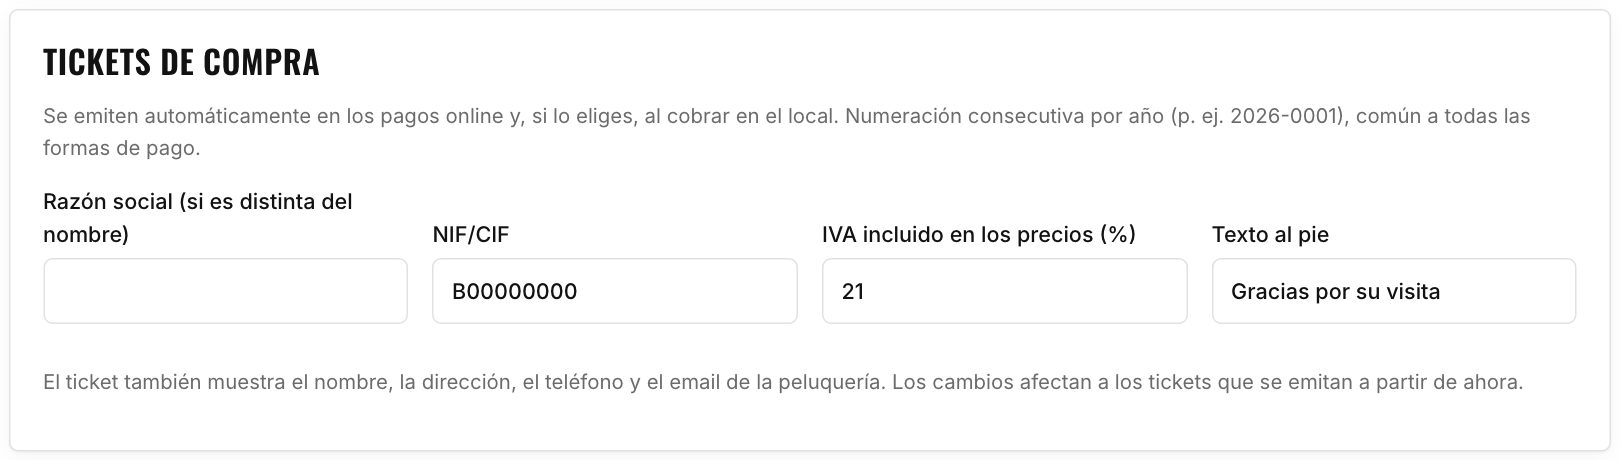 TICKETS DE COMPRA
Se emiten automáticamente en los pagos online y, si lo eliges, al cobrar en el local. Numeración consecutiva por año (p. ej. 2026-0001), común a todas las
formas de pago.
Razón social (si es distinta del
nombre)
NIF/CIF
B00000000
IVA incluido en los precios (%)
21
Texto al pie
Gracias por su visita
El ticket también muestra el nombre, la dirección, el teléfono y el email de la peluquería. Los cambios afectan a los tickets que se emitan a partir de ahora.